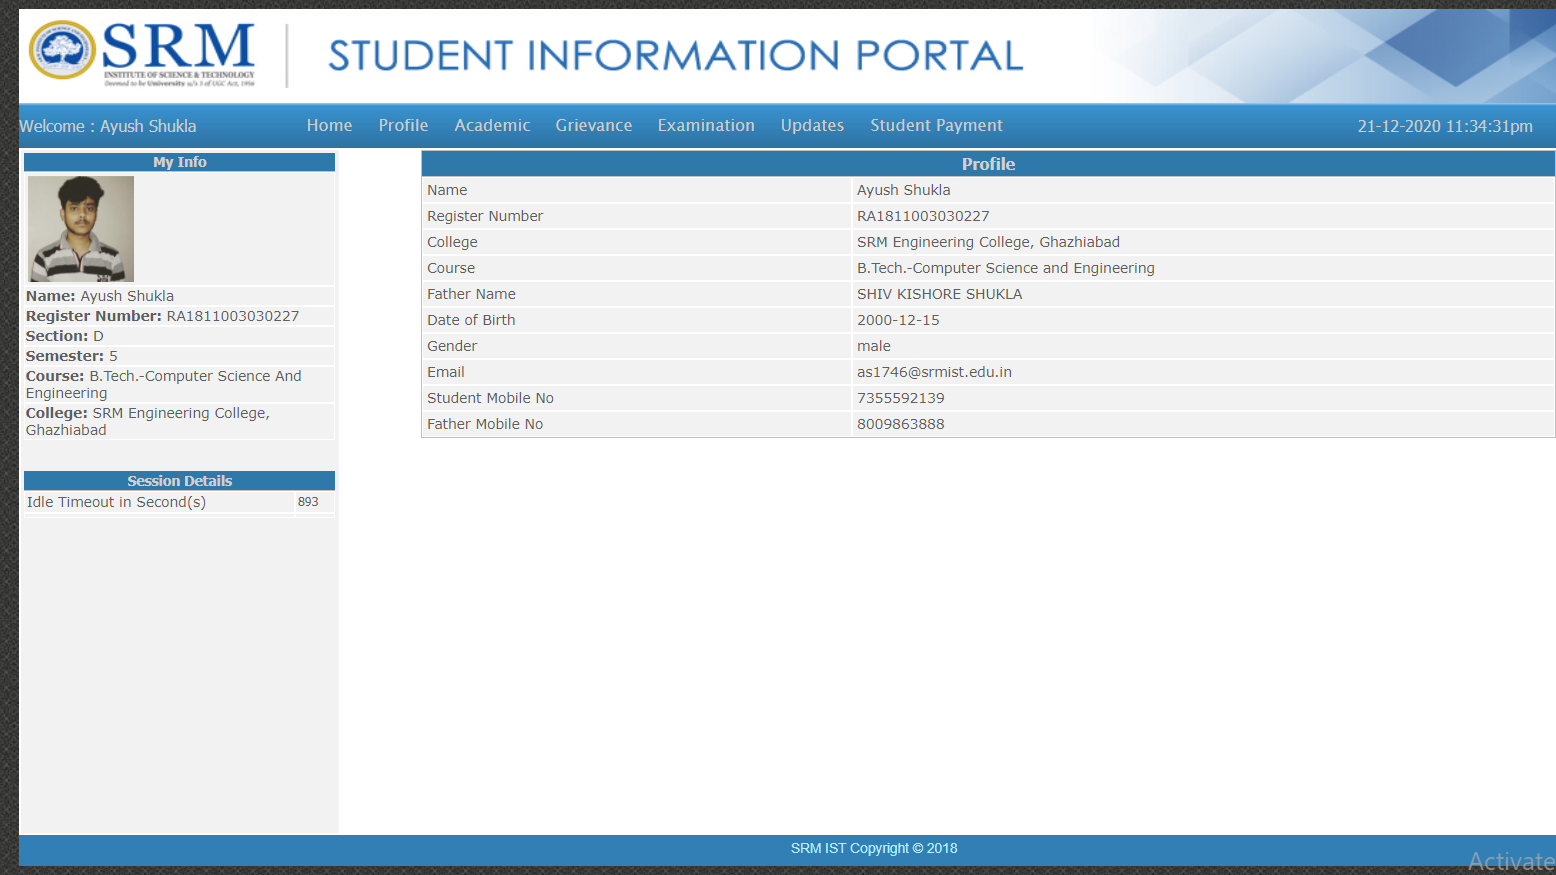 SRM
INSTITUTE OF SCIENCE & TECHNOLOGY
Deemed to be University u/s 3 of UGC Act, 1956
STUDENT INFORMATION PORTAL
Welcome : Ayush Shukla
Home Profile Academic Grievance Examination Updates Student Payment
21-12-2020 11:34:31pm
My Info
Name: Ayush Shukla
Register Number: RA1811003030227
Section: D
Semester: 5
Course: B.Tech.-Computer Science And
Engineering
College: SRM Engineering College,
Ghazhiabad
Session Details
Idle Timeout in Second(s) 893
Profile
Name Ayush Shukla
Register Number RA1811003030227
College SRM Engineering College, Ghazhiabad
Course B.Tech.-Computer Science and Engineering
Father Name SHIV KISHORE SHUKLA
Date of Birth 2000-12-15
Gender male
Email as1746@srmist.edu.in
Student Mobile No 7355592139
Father Mobile No 8009863888
SRM IST Copyright © 2018
Activate